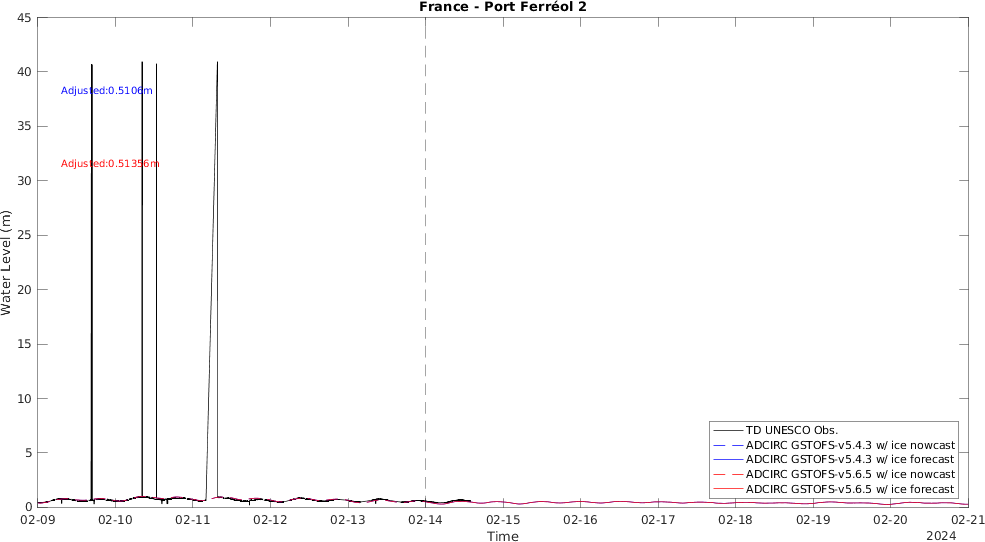 France - Port Ferréol 2
45
40
35
30
25
20
15
10
5
0
Water Level (m)
Adjusted:0.5106m
Adjusted:0.51356m
TD UNESCO Obs.
ADCIRC GSTOFS-v5.4.3 w/ ice nowcast
ADCIRC GSTOFS-v5.4.3 w/ ice forecast
ADCIRC GSTOFS-v5.6.5 w/ ice nowcast
ADCIRC GSTOFS-v5.6.5 w/ ice forecast
02-09 02-10 02-11 02-12 02-13 02-14 02-15 02-16 02-17 02-18 02-19 02-20 02-21
Time
2024